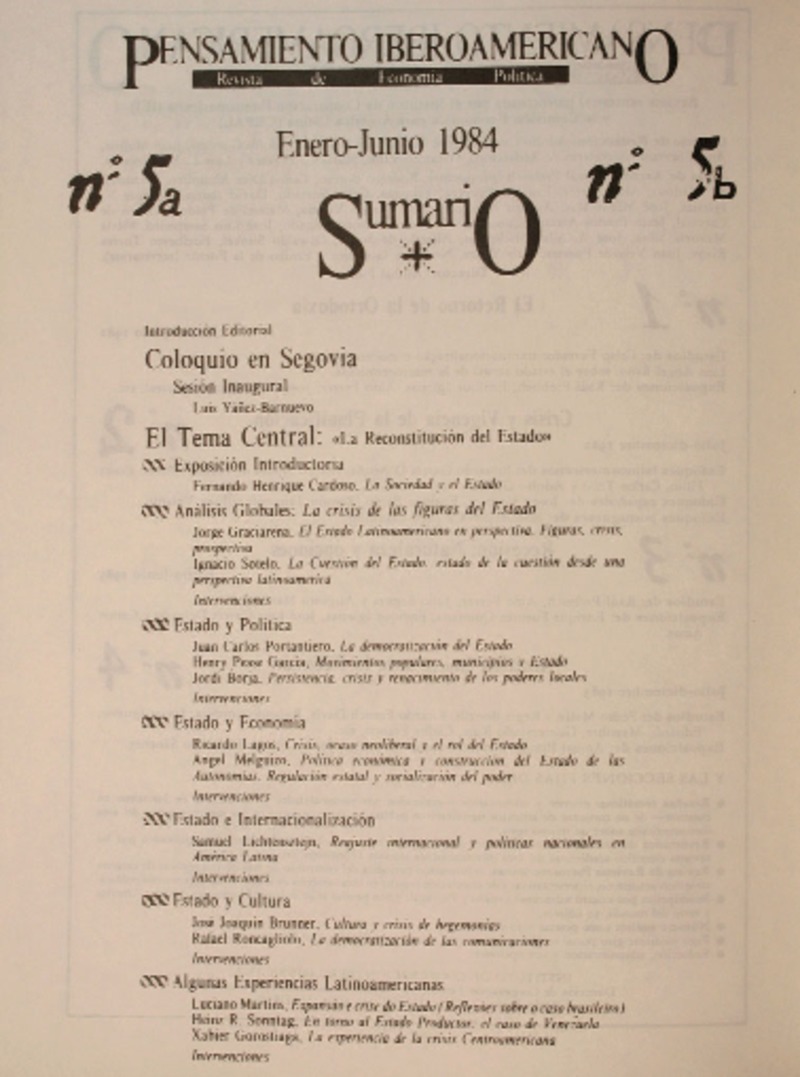 PENSAMIENTO IBEROAMERICANO
Revista de Economía Política
Enero-Junio 1984
n.º 5a
n.º 5b
SumariO
Introducción Editorial
Coloquio en Segovia
Sesión Inaugural
Luis Yáñez-Barnuevo
El Tema Central: «La Reconstitución del Estado»
Exposición Introductoria
Fernando Henrique Cardoso, La Sociedad y el Estado
Análisis Globales: La crisis de las figuras del Estado
Jorge Graciarena, El Estado Latinoamericano en perspectiva. Figuras, crisis,
prospectiva
Ignacio Sotelo, La Cuestión del Estado, estado de la cuestión desde una
perspectiva latinoamerica
Intervenciones
Estado y Política
Juan Carlos Portantiero, La democratización del Estado
Henry Pease García, Movimientos populares, municipios y Estado
Jordi Borja, Persistencia, crisis y renacimiento de los poderes locales
Intervenciones
Estado y Economía
Ricardo Lagos, Crisis, ocaso neoliberal y el rol del Estado
Angel Melguizo, Política económica y construcción del Estado de las
Autonomías. Regulación estatal y socialización del poder
Intervenciones
Estado e Internacionalización
Samuel Lichtensztejn, Reajuste internacional y políticas nacionales en
América Latina
Intervenciones
Estado y Cultura
José Joaquín Brunner, Cultura y crisis de hegemonías
Rafael Roncagliolo, La democratización de las comunicaciones
Intervenciones
Algunas Experiencias Latinoamericanas
Luciano Martins, Expansão e crise do Estado (Reflexões sobre o caso brasileiro)
Heinz R. Sonntag, En torno al Estado Productor, el caso de Venezuela
Xabier Gorostiaga, La experiencia de la crisis Centroamericana
Intervenciones